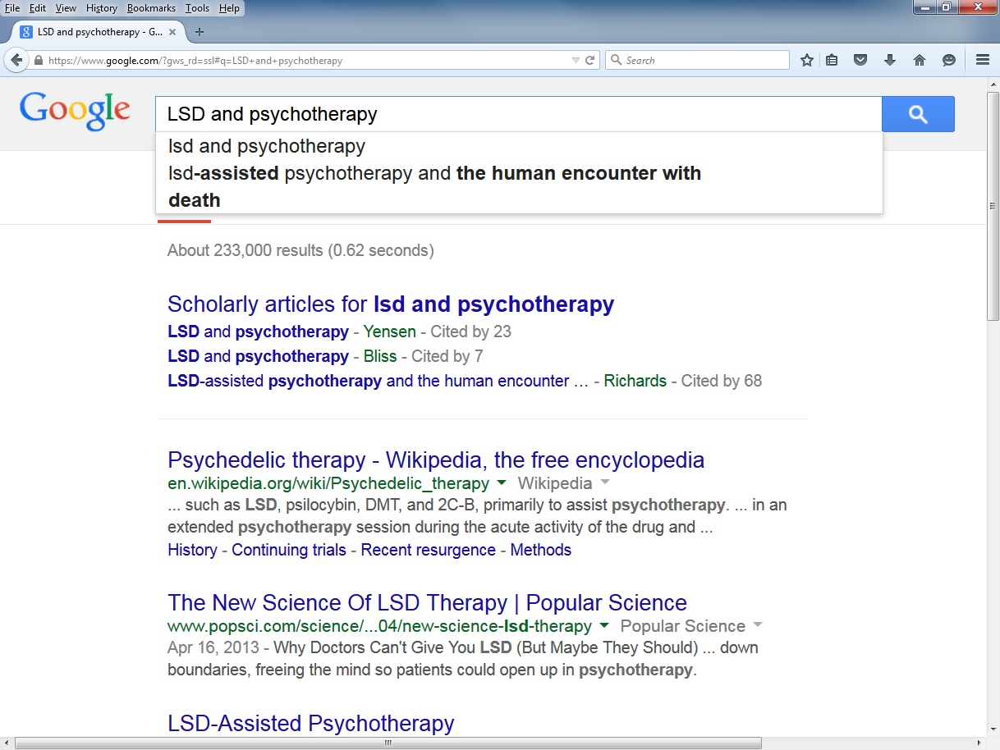 File Edit View History Bookmarks Tools Help
LSD and psychotherapy - G...
https://www.google.com/?gws_rd=ssl#q=LSD+and+psychotherapy
Search
Google
LSD and psychotherapy
lsd and psychotherapy
lsd-assisted psychotherapy and the human encounter with
death
About 233,000 results (0.62 seconds)
Scholarly articles for lsd and psychotherapy
LSD and psychotherapy - Yensen - Cited by 23
LSD and psychotherapy - Bliss - Cited by 7
LSD-assisted psychotherapy and the human encounter ... - Richards - Cited by 68
Psychedelic therapy - Wikipedia, the free encyclopedia
en.wikipedia.org/wiki/Psychedelic_therapy Wikipedia
... such as LSD, psilocybin, DMT, and 2C-B, primarily to assist psychotherapy. ... in an
extended psychotherapy session during the acute activity of the drug and ...
History - Continuing trials - Recent resurgence - Methods
The New Science Of LSD Therapy | Popular Science
www.popsci.com/science/...04/new-science-lsd-therapy Popular Science
Apr 16, 2013 - Why Doctors Can't Give You LSD (But Maybe They Should) ... down
boundaries, freeing the mind so patients could open up in psychotherapy.
LSD-Assisted Psychotherapy